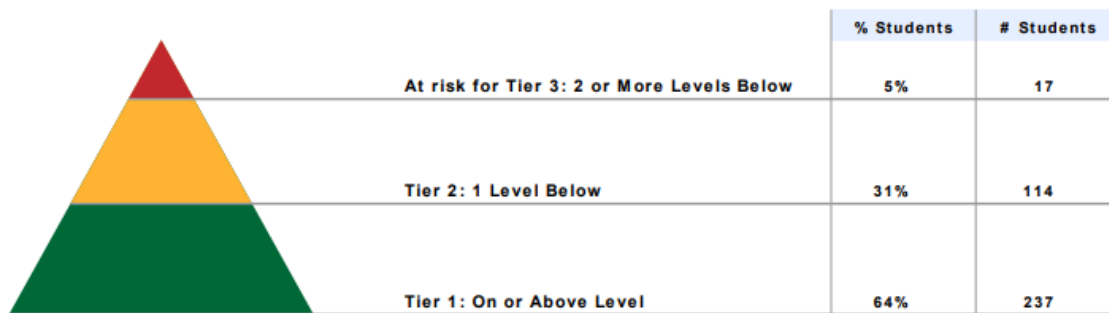 % Students # Students
At risk for Tier 3: 2 or More Levels Below 5% 17
Tier 2: 1 Level Below 31% 114
Tier 1: On or Above Level 64% 237